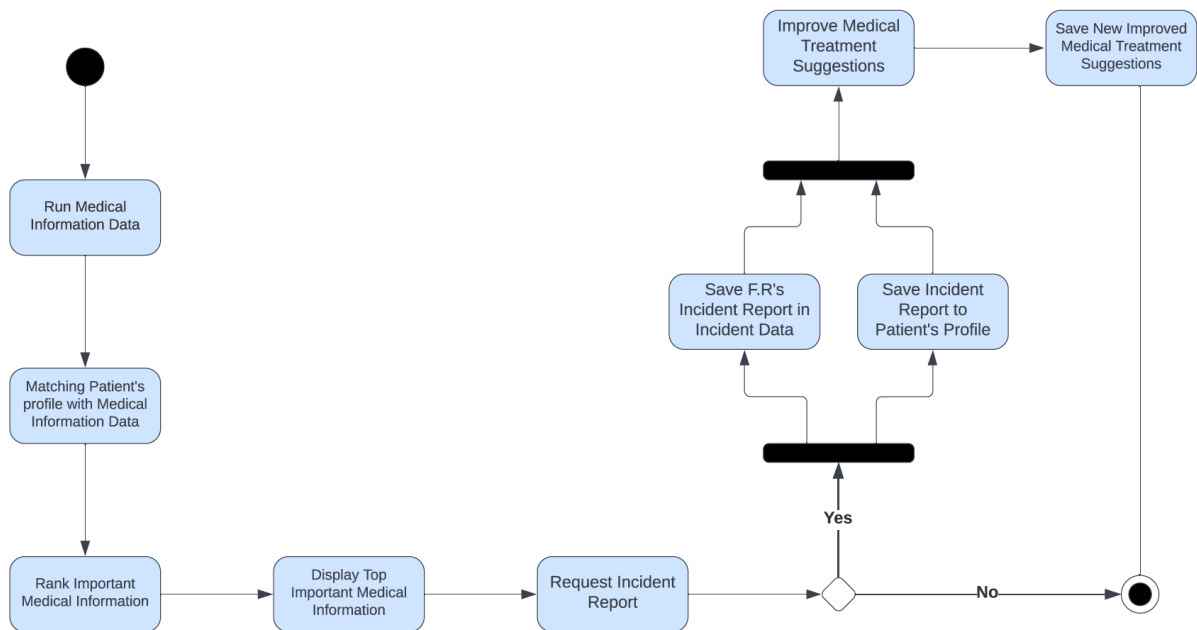 Run Medical
Information Data
Matching Patient's
profile with Medical
Information Data
Rank Important
Medical Information
Display Top
Important Medical
Information
Request Incident
Report
No
Yes
Save F.R's
Incident Report in
Incident Data
Save Incident
Report to
Patient's Profile
Improve Medical
Treatment
Suggestions
Save New Improved
Medical Treatment
Suggestions